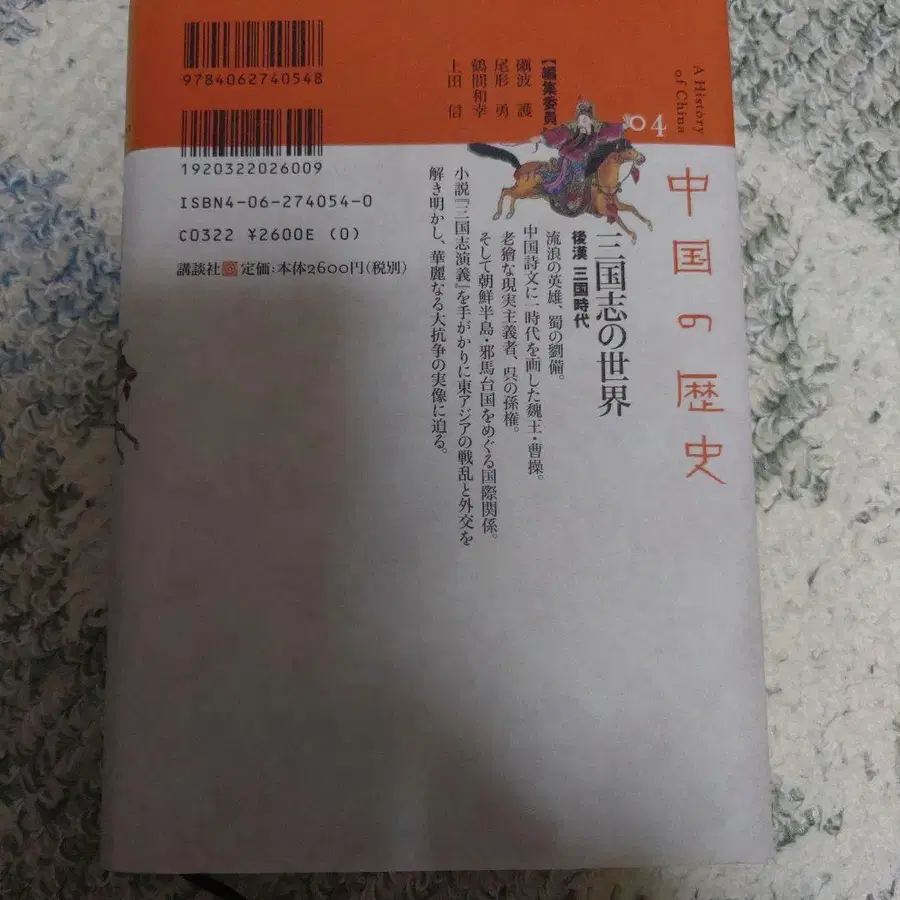 A History
of China
04
中国の歴史
三国志の世界
後漢 三国時代
流浪の英雄、蜀の劉備。
中国詩文に一時代を画した魏王・曹操。
老獪な現実主義者、呉の孫権。
そして朝鮮半島・邪馬台国をめぐる国際関係。
小説『三国志演義』を手がかりに東アジアの戦乱と外交を
解き明かし、華麗なる大抗争の実像に迫る。
【編集委員】
礪波 護
尾形 勇
鶴間和幸
上田 信
9784062740548
1920322026009
ISBN4-06-274054-0
C0322 ¥2600E (0)
講談社 定価:本体2600円(税別)